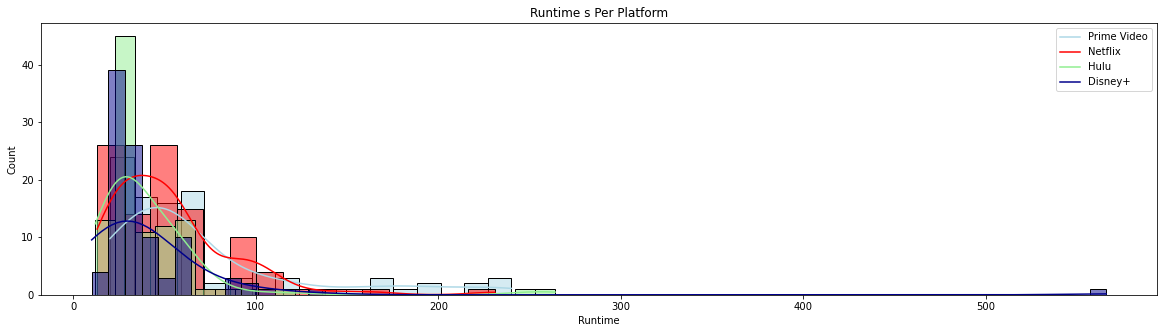 Runtime s Per Platform
Prime Video
Netflix
Hulu
Disney+
Count
40
30
20
10
0
0 100 200 300 400 500
Runtime